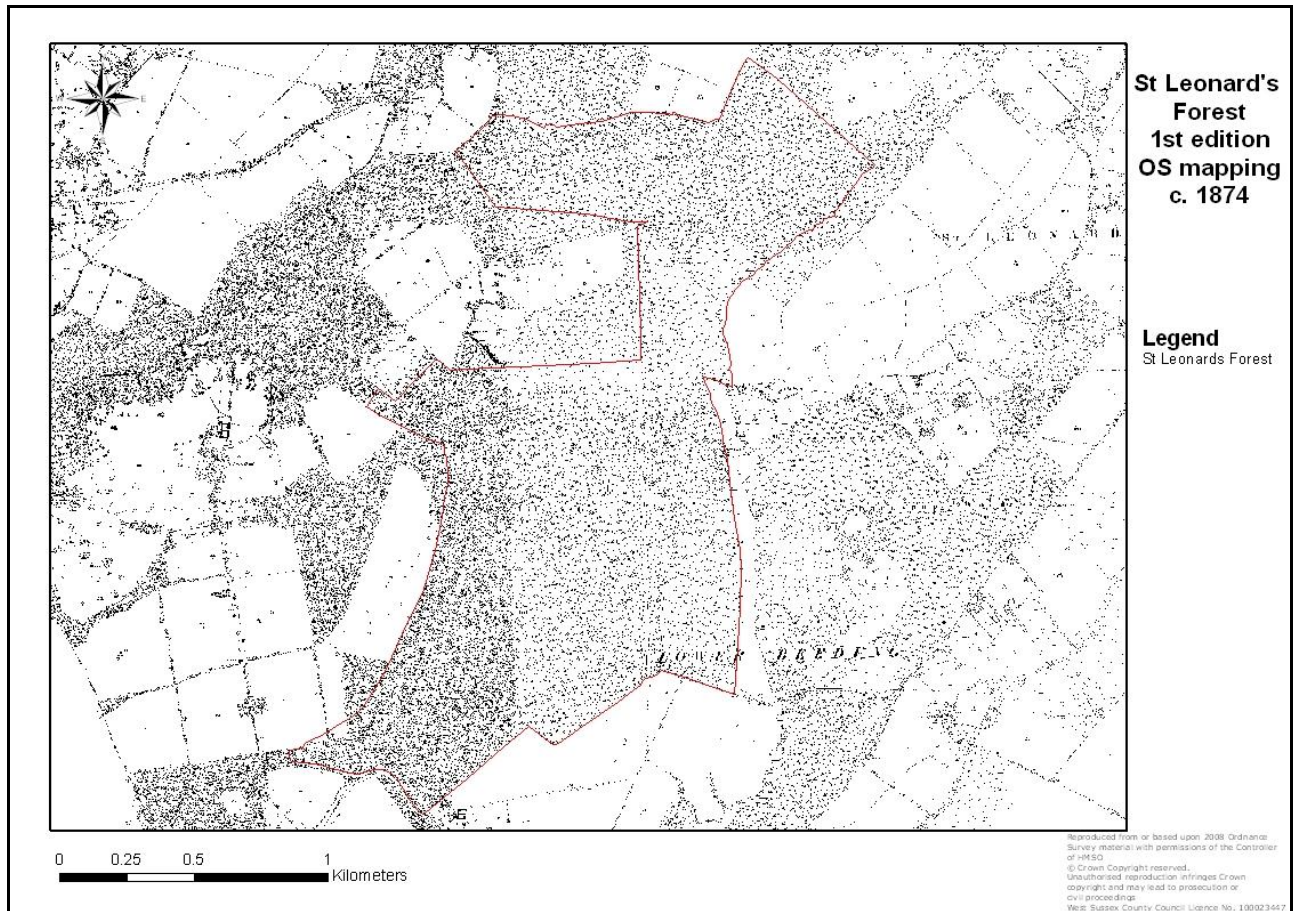 St Leonard's
Forest
1st edition
OS mapping
c. 1874
W E
St LEONARD
Legend
St Leonards Forest
LOWER BEEDING
0 0.25 0.5 1
Kilometers
Reproduced from or based upon 2008 Ordnance
Survey material with permissions of the Controller
of HMSO
© Crown Copyright reserved.
Unauthorised reproduction infringes Crown
copyright and may lead to prosecution or
civil proceedings
West Sussex County Council Licence No. 100023447